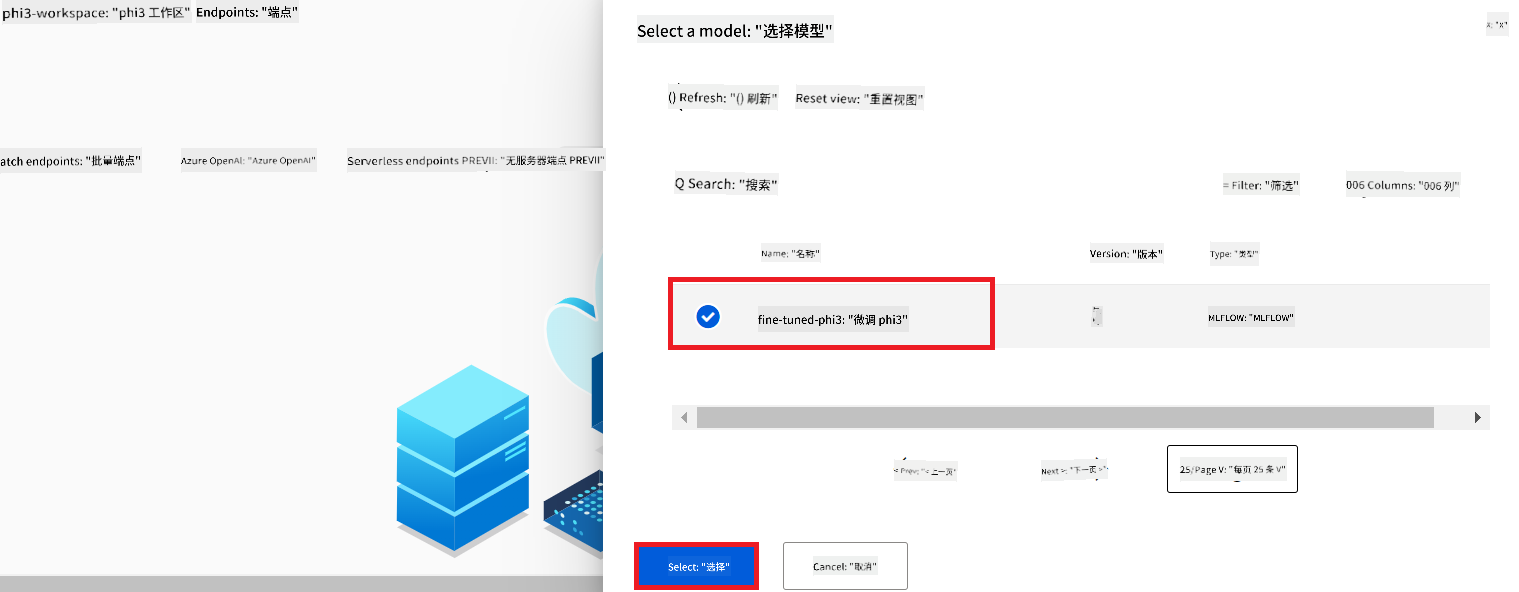 phi3-workspace: "phi3 工作区" Endpoints: "端点"
Select a model: "选择模型"
x: "x"
() Refresh: "() 刷新" Reset view: "重置视图"
atch endpoints: "批量端点" Azure OpenAI: "Azure OpenAI" Serverless endpoints PREVII: "无服务器端点 PREVII"
Q Search: "搜索" = Filter: "筛选" 006 Columns: "006 列"
Name: "名称" Version: "版本" Type: "类型"
fine-tuned-phi3: "微调 phi3" MLFLOW: "MLFLOW"
< Prev: "< 上一页" Next >: "下一页 >" 25/Page V: "每页 25 条 V"
Select: "选择" Cancel: "取消"